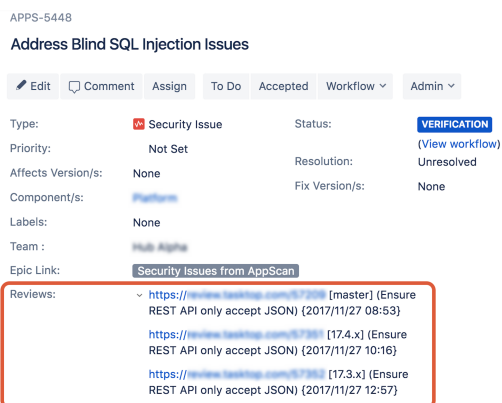 APPS-5448
Address Blind SQL Injection Issues
Edit Comment Assign To Do Accepted Workflow Admin
Type: Security Issue Status: VERIFICATION
(View workflow)
Priority: Not Set
Resolution: Unresolved
Affects Version/s: None
Fix Version/s: None
Component/s:
Labels: None
Team :
Epic Link: Security Issues from AppScan
Reviews: https:// [master] (Ensure
REST API only accept JSON) {2017/11/27 08:53}
https:// [17.4.x] (Ensure
REST API only accept JSON) {2017/11/27 10:16}
https:// [17.3.x] (Ensure
REST API only accept JSON) {2017/11/27 12:57}